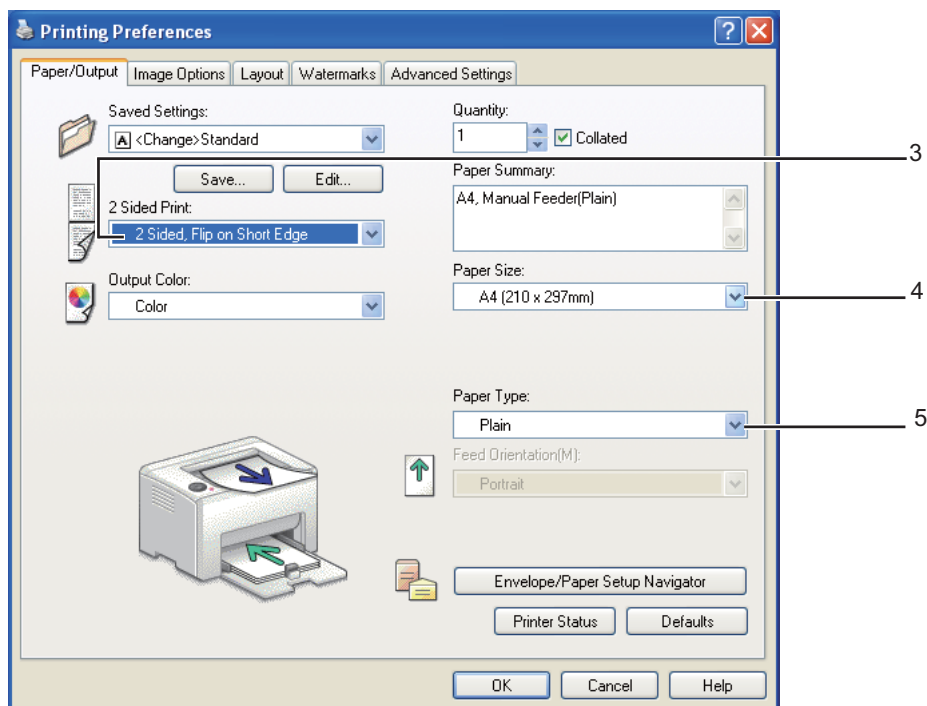 Printing Preferences
Paper/Output Image Options Layout Watermarks Advanced Settings
Saved Settings:
A <Change>Standard
Save... Edit...
2 Sided Print:
2 Sided, Flip on Short Edge
Output Color:
Color
Quantity:
1 Collated
Paper Summary:
A4, Manual Feeder(Plain)
Paper Size:
A4 (210 x 297mm)
Paper Type:
Plain
Feed Orientation(M):
Portrait
Envelope/Paper Setup Navigator
Printer Status Defaults
OK Cancel Help
3
4
5